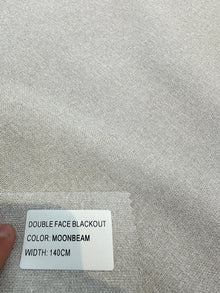 DOUBLE FACE BLACKOUT
COLOR: MOONBEAM
WIDTH: 140CM